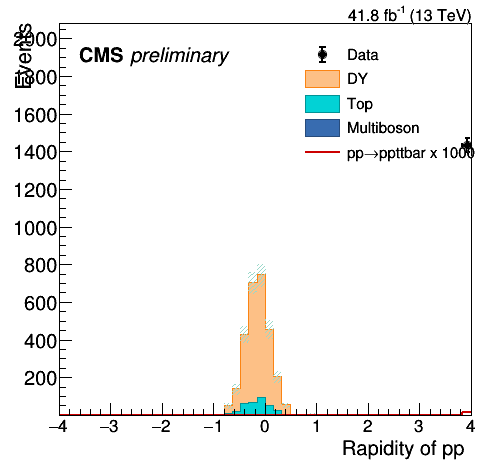 41.8 fb⁻¹ (13 TeV)
Events
CMS preliminary
Data
DY
Top
Multiboson
pp→ppttbar x 1000
2000
1800
1600
1400
1200
1000
800
600
400
200
−4 −3 −2 −1 0 1 2 3 4
Rapidity of pp